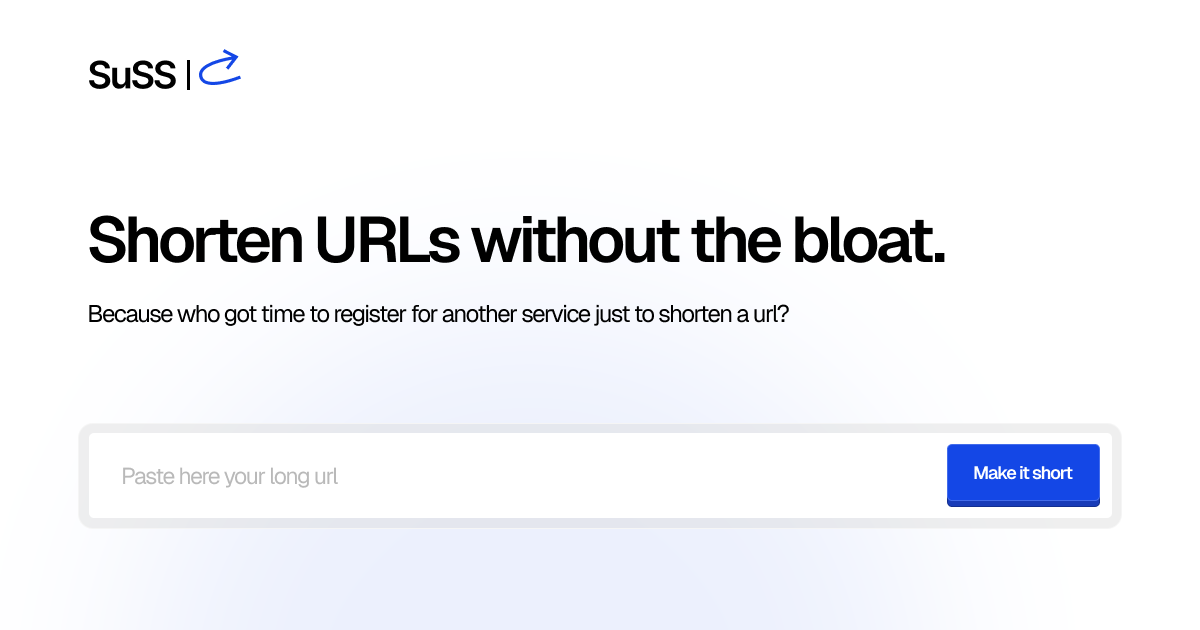 SuSS |
Shorten URLs without the bloat.
Because who got time to register for another service just to shorten a url?
Paste here your long url
Make it short